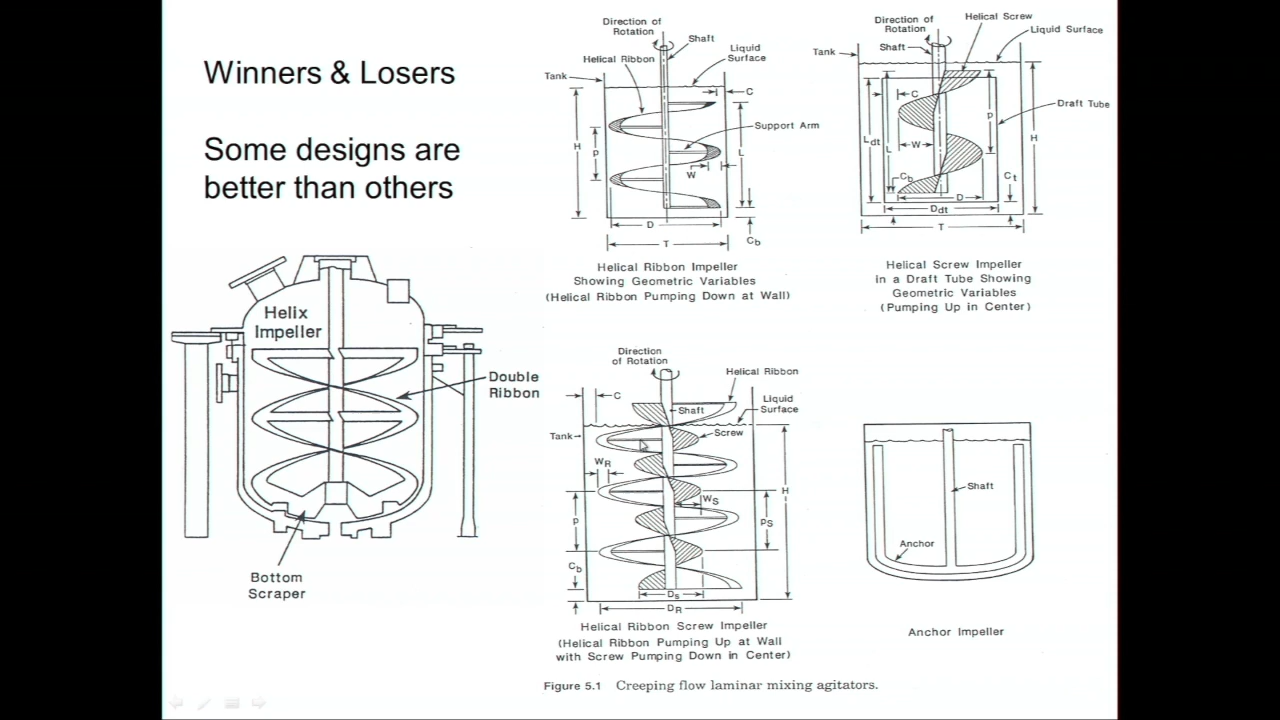 Winners & Losers
Some designs are
better than others
Helix
Impeller
Double
Ribbon
Bottom
Scraper
Direction of
Rotation
Shaft
Helical Ribbon
Liquid
Surface
Tank
C
H
P
Support Arm
L
W
D
Cb
T
Helical Ribbon Impeller
Showing Geometric Variables
(Helical Ribbon Pumping Down at Wall)
Direction of
Rotation
Helical Screw
Liquid Surface
Shaft
Tank
C
P
Draft Tube
Ldt
L
W
H
Cb
Ct
D
Ddt
T
Helical Screw Impeller
in a Draft Tube Showing
Geometric Variables
(Pumping Up in Center)
Direction
of Rotation
Helical Ribbon
C
Shaft
Liquid
Surface
Tank
Screw
WR
H
WS
P
PS
Cb
Ds
DR
Helical Ribbon Screw Impeller
(Helical Ribbon Pumping Up at Wall
with Screw Pumping Down in Center)
Shaft
Anchor
Anchor Impeller
Figure 5.1 Creeping flow laminar mixing agitators.